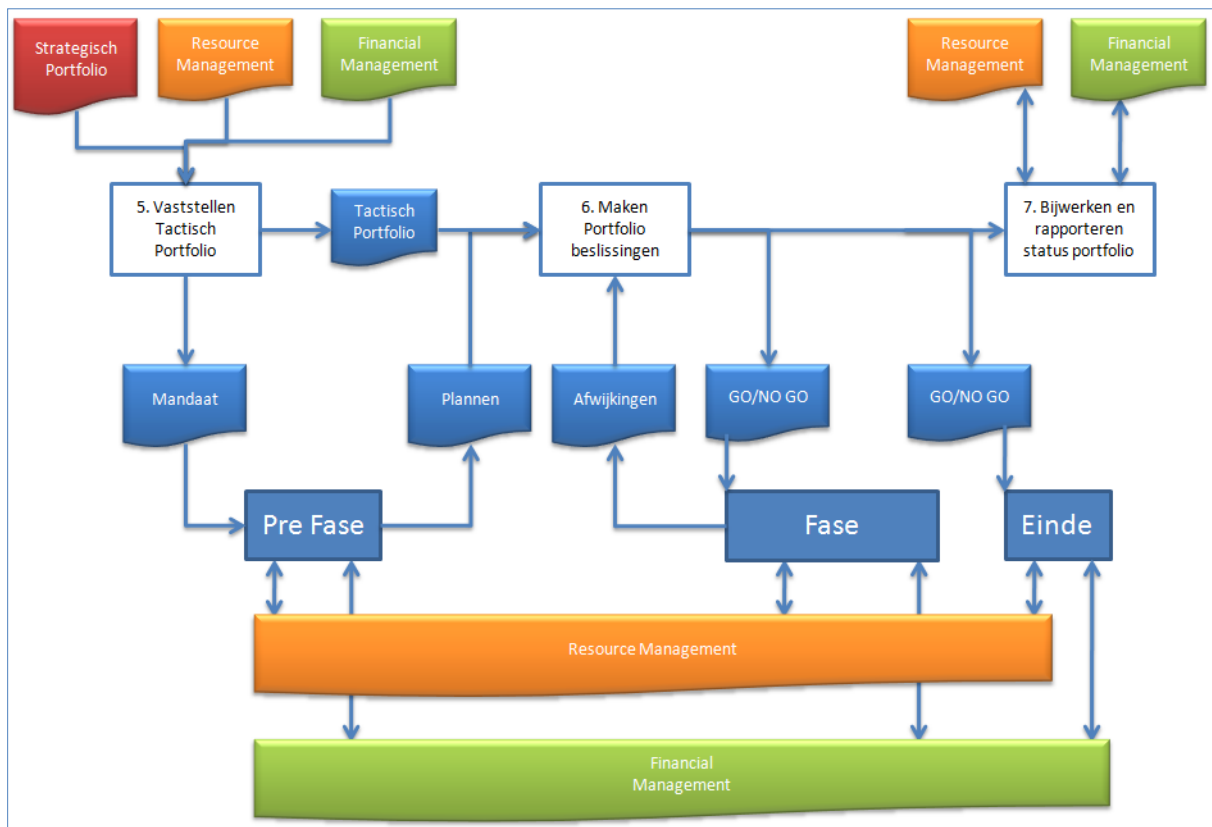 Strategisch
Portfolio
Resource
Management
Financial
Management
Resource
Management
Financial
Management
5. Vaststellen
Tactisch
Portfolio
Tactisch
Portfolio
6. Maken
Portfolio
beslissingen
7. Bijwerken en
rapporteren
status portfolio
Mandaat
Plannen
Afwijkingen
GO/NO GO
GO/NO GO
Pre Fase
Fase
Einde
Resource Management
Financial
Management